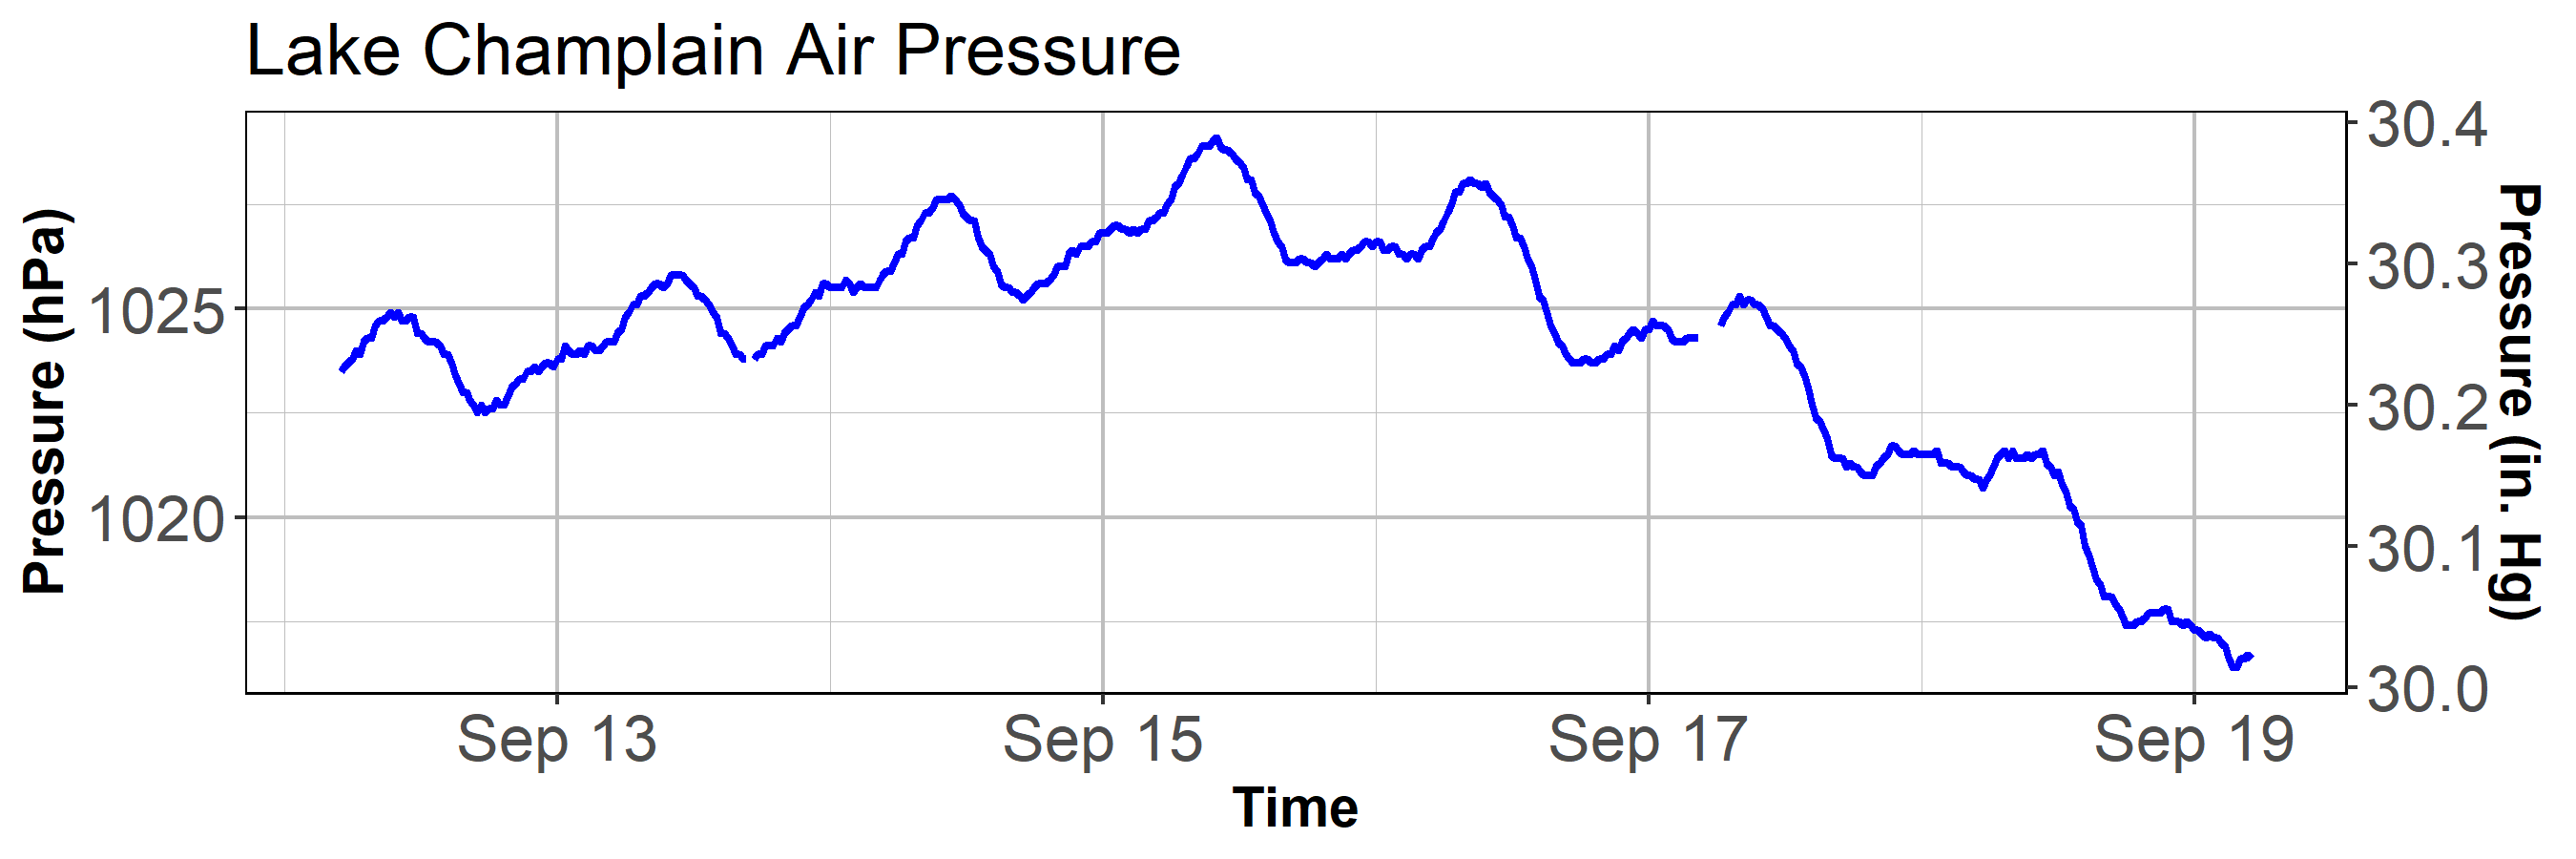 Lake Champlain Air Pressure
Pressure (hPa)
1025
1020
30.4
30.3
30.2
30.1
30.0
Pressure (in. Hg)
Sep 13
Sep 15
Sep 17
Sep 19
Time